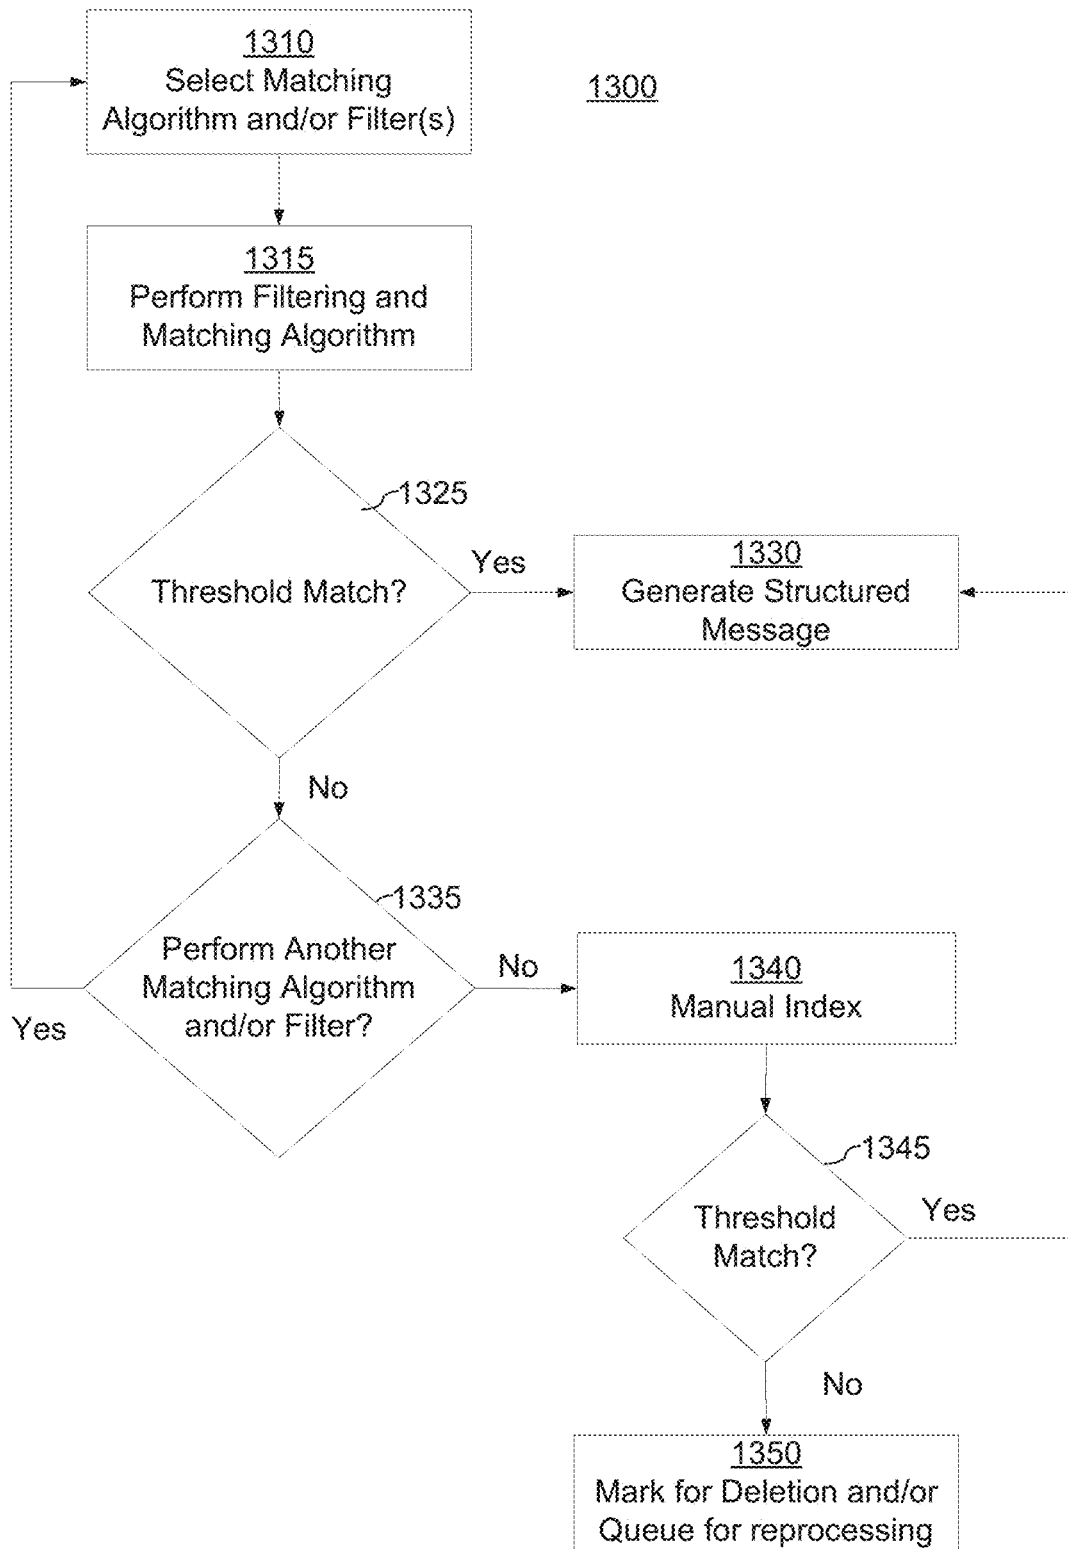 1310
Select Matching
Algorithm and/or Filter(s)
1300
1315
Perform Filtering and
Matching Algorithm
1325
Threshold Match?
Yes
1330
Generate Structured
Message
No
1335
Perform Another
Matching Algorithm
and/or Filter?
Yes
No
1340
Manual Index
1345
Threshold
Match?
Yes
No
1350
Mark for Deletion and/or
Queue for reprocessing